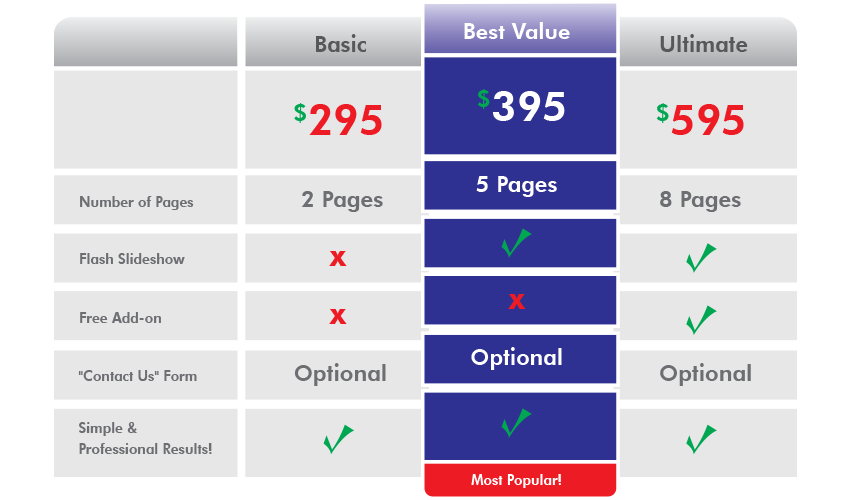 Basic Best Value Ultimate
$295 $395 $595
Number of Pages 2 Pages 5 Pages 8 Pages
Flash Slideshow x
Free Add-on x x
"Contact Us" Form Optional Optional Optional
Simple &
Professional Results!
Most Popular!